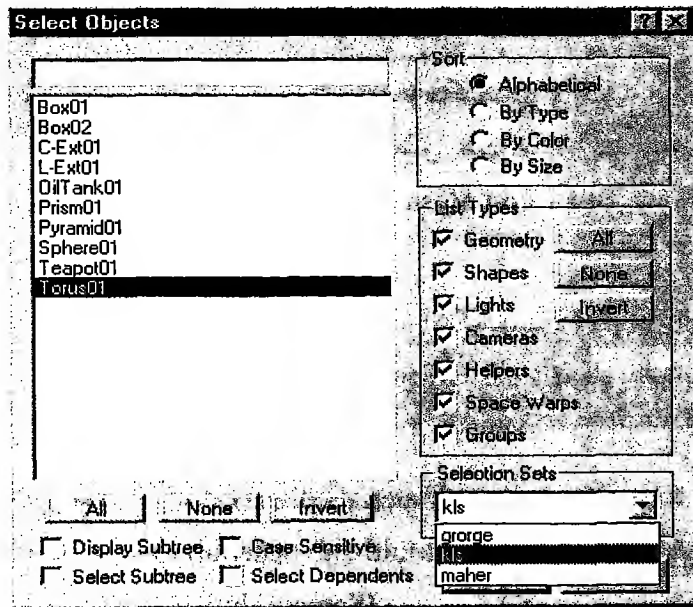 Select Objects
Box01
Box02
C-Ext01
L-Ext01
OilTank01
Prism01
Pyramid01
Sphere01
Teapot01
Torus01
All None Invert
Display Subtree Case Sensitive
Select Subtree Select Dependents
Sort
Alphabetical
By Type
By Color
By Size
List Types
Geometry All
Shapes None
Lights Invert
Cameras
Helpers
Space Warps
Groups
Selection Sets
kls
grorge
kls
maher